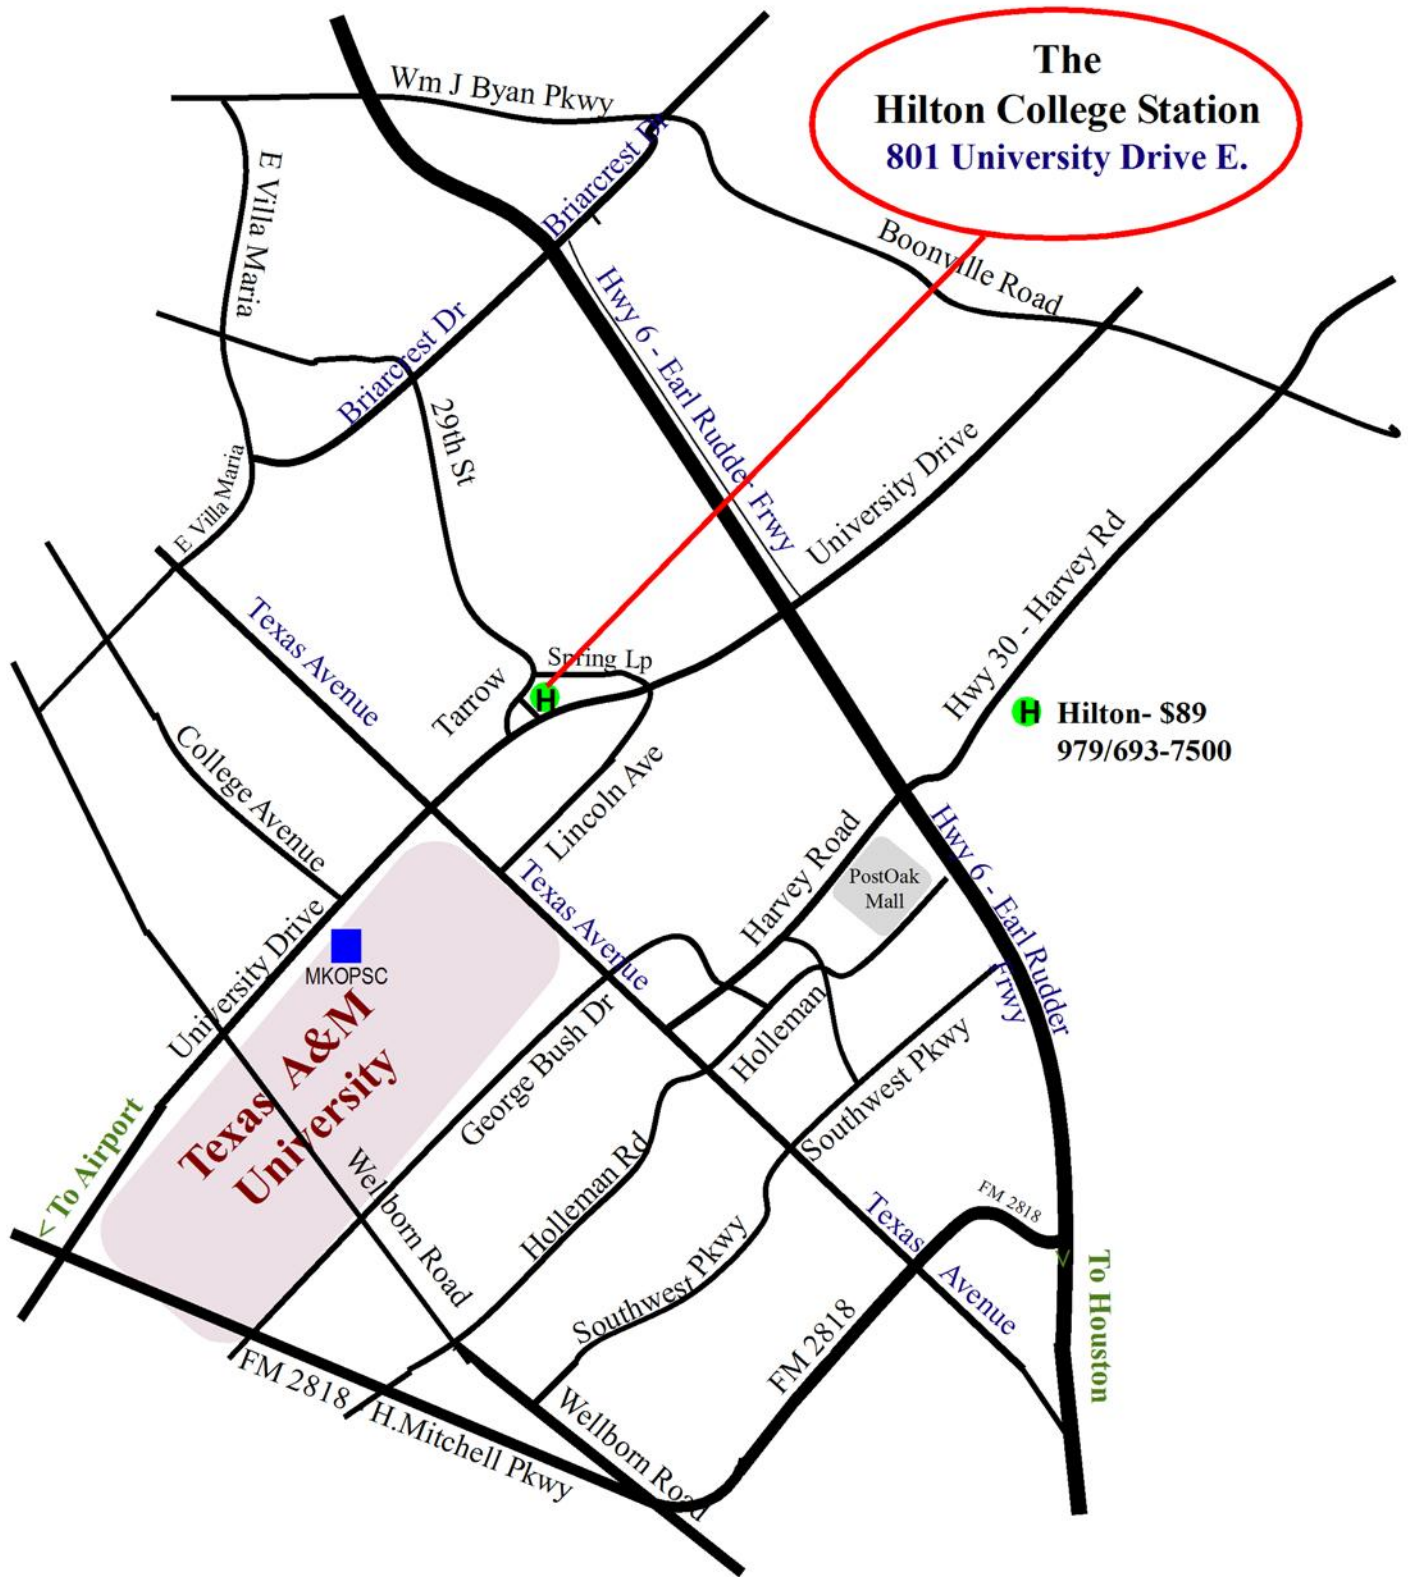 The
Hilton College Station
801 University Drive E.
Wm J Byan Pkwy
E Villa Maria
Briarcrest Dr
Boonville Road
Hwy 6 - Earl Rudder Frwy
Briarcrest Dr
29th St
University Drive
E Villa Maria
Hwy 30 - Harvey Rd
Texas Avenue
Spring Lp
H
Tarrow
H Hilton- $89
979/693-7500
College Avenue
Lincoln Ave
Harvey Road
PostOak
Mall
Hwy 6 - Earl Rudder
Frwy
Texas Avenue
University Drive
MKOPSC
Texas A&M
University
George Bush Dr
Holleman
Southwest Pkwy
< To Airport
Wellborn Road
Holleman Rd
Texas Avenue
FM 2818
Southwest Pkwy
< To Houston
FM 2818
FM 2818 - H.Mitchell Pkwy
Wellborn Road